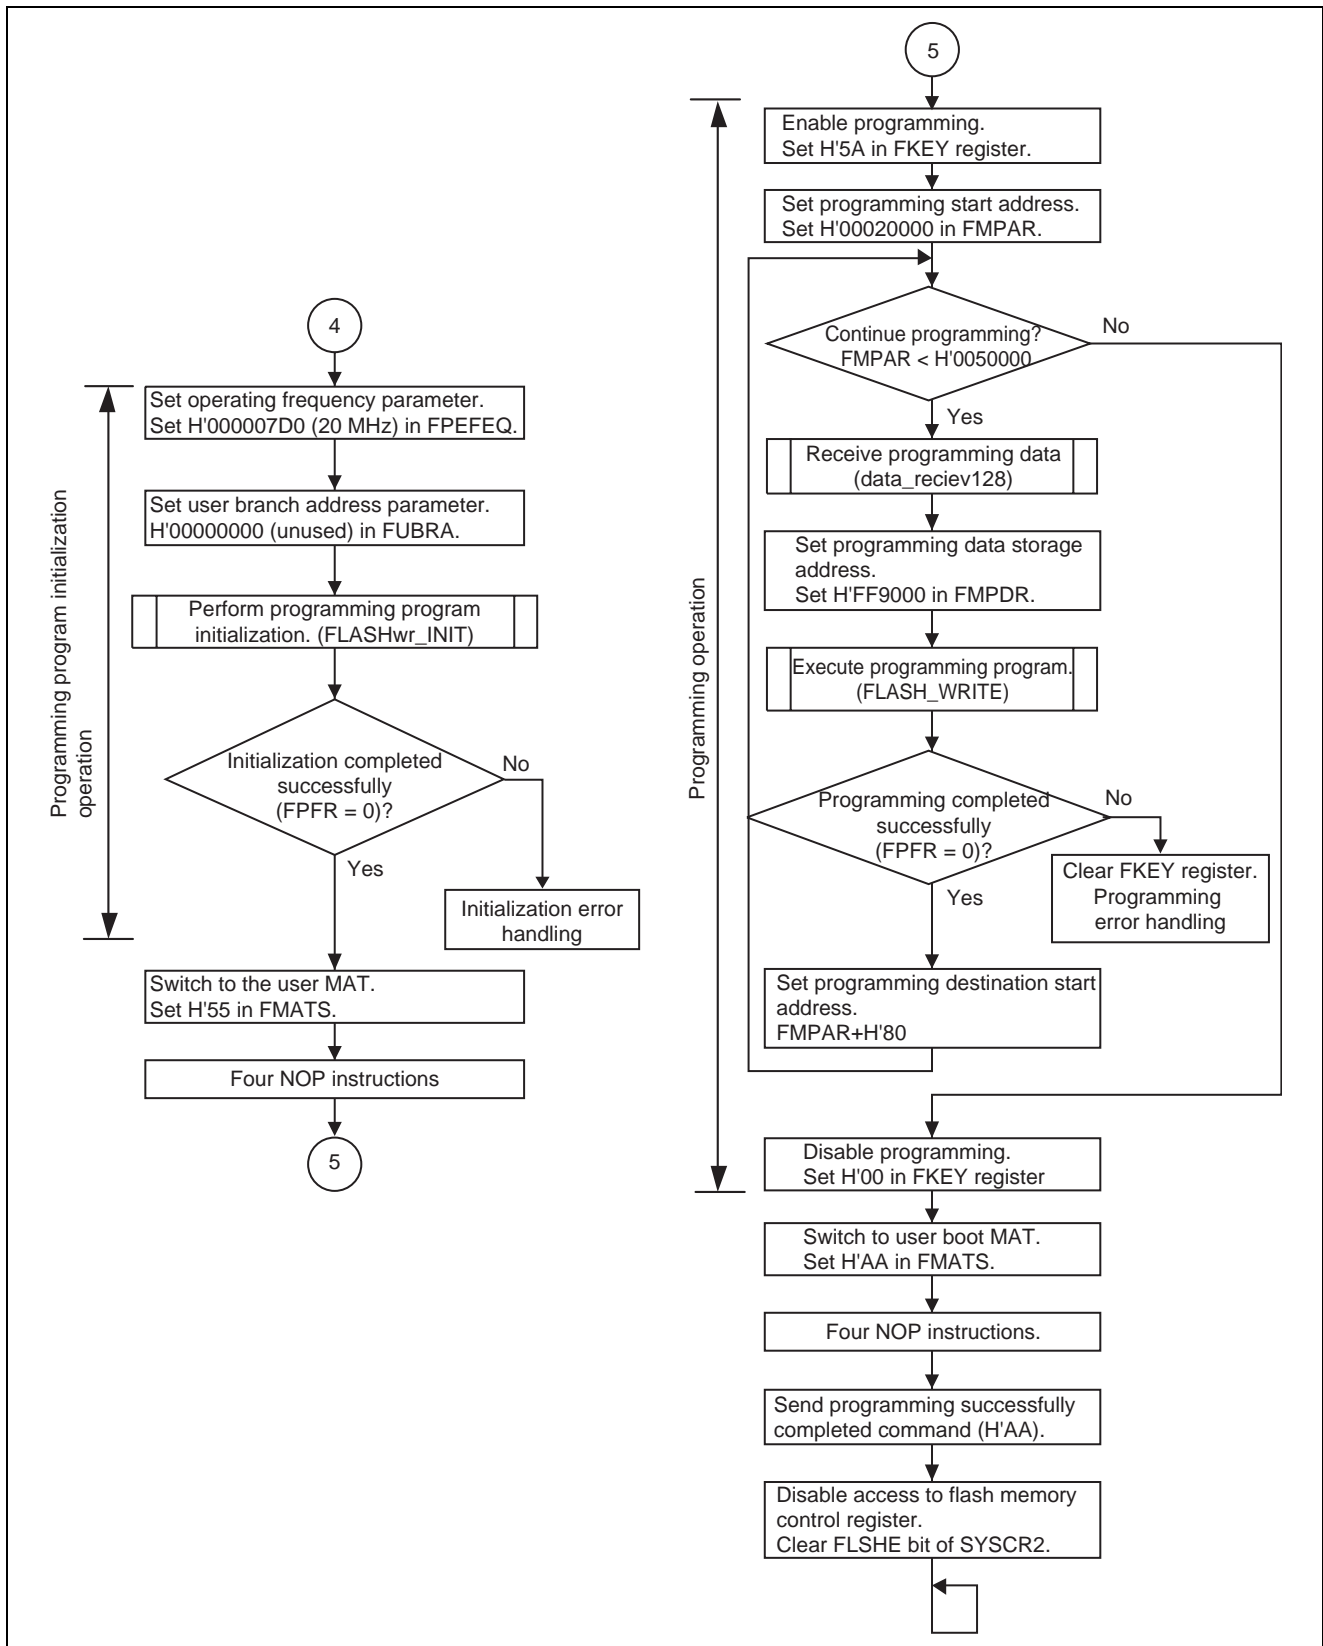 4
Set operating frequency parameter.
Set H'000007D0 (20 MHz) in FPEFEQ.
Set user branch address parameter.
H'00000000 (unused) in FUBRA.
Perform programming program
initialization. (FLASHwr_INIT)
Initialization completed
successfully
(FPFR = 0)?
No
Yes
Initialization error
handling
Programming program initialization
operation
Switch to the user MAT.
Set H'55 in FMATS.
Four NOP instructions
5
5
Enable programming.
Set H'5A in FKEY register.
Set programming start address.
Set H'00020000 in FMPAR.
Continue programming?
FMPAR < H'0050000
No
Yes
Receive programming data
(data_reciev128)
Set programming data storage
address.
Set H'FF9000 in FMPDR.
Execute programming program.
(FLASH_WRITE)
Programming completed
successfully
(FPFR = 0)?
No
Yes
Clear FKEY register.
Programming
error handling
Set programming destination start
address.
FMPAR+H'80
Programming operation
Disable programming.
Set H'00 in FKEY register
Switch to user boot MAT.
Set H'AA in FMATS.
Four NOP instructions.
Send programming successfully
completed command (H'AA).
Disable access to flash memory
control register.
Clear FLSHE bit of SYSCR2.